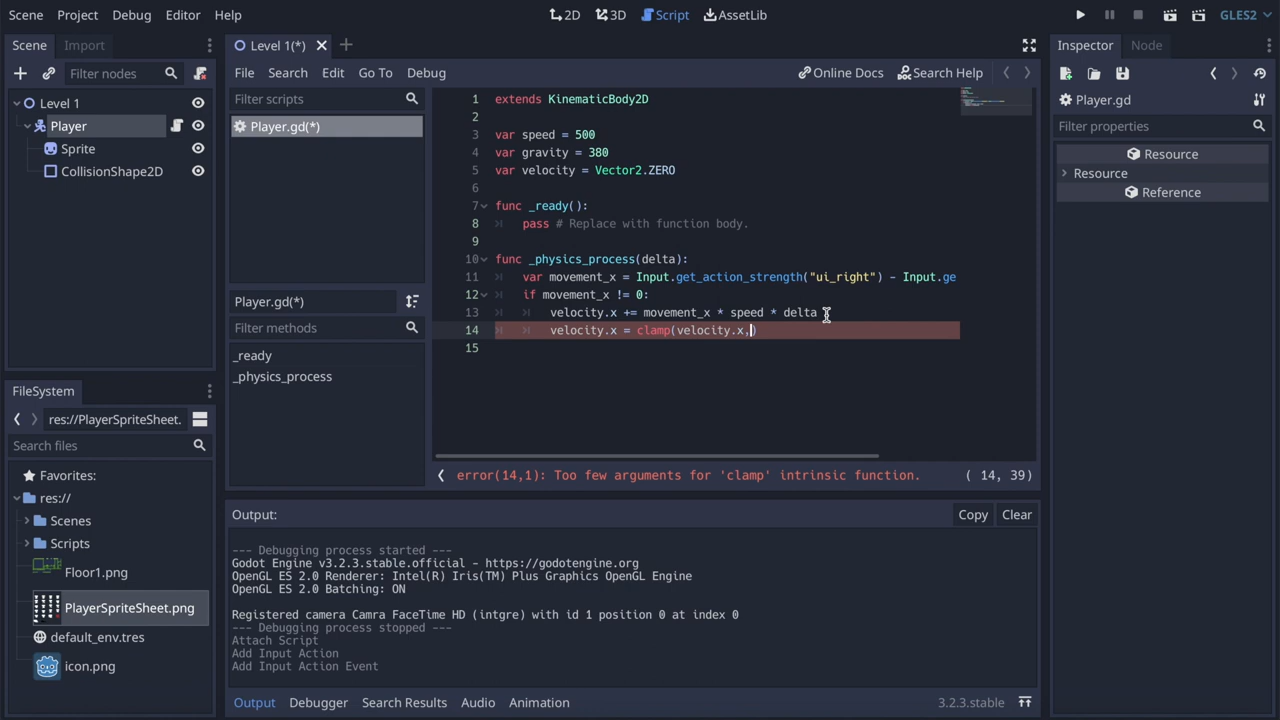 Scene Project Debug Editor Help 2D 3D Script AssetLib GLES2
Scene Import
Filter nodes
Level 1
Player
Sprite
CollisionShape2D
FileSystem
res://PlayerSpriteSheet.
Search files
Favorites:
res://
Scenes
Scripts
Floor1.png
PlayerSpriteSheet.png
default_env.tres
icon.png
Level 1(*)
File Search Edit Go To Debug Online Docs Search Help
Filter scripts
Player.gd(*)
Player.gd(*)
Filter methods
_ready
_physics_process
1 extends KinematicBody2D
2
3 var speed = 500
4 var gravity = 380
5 var velocity = Vector2.ZERO
6
7 func _ready():
8 pass # Replace with function body.
9
10 func _physics_process(delta):
11 var movement_x = Input.get_action_strength("ui_right") - Input.ge
12 if movement_x != 0:
13 velocity.x += movement_x * speed * delta
14 velocity.x = clamp(velocity.x,)
15
error(14,1): Too few arguments for 'clamp' intrinsic function. ( 14, 39)
Output: Copy Clear
--- Debugging process started ---
Godot Engine v3.2.3.stable.official - https://godotengine.org
OpenGL ES 2.0 Renderer: Intel(R) Iris(TM) Plus Graphics OpenGL Engine
OpenGL ES 2.0 Batching: ON
Registered camera Camra FaceTime HD (intgre) with id 1 position 0 at index 0
--- Debugging process stopped ---
Attach Script
Add Input Action
Add Input Action Event
Output Debugger Search Results Audio Animation 3.2.3.stable
Inspector Node
Player.gd
Filter properties
Resource
Resource
Reference